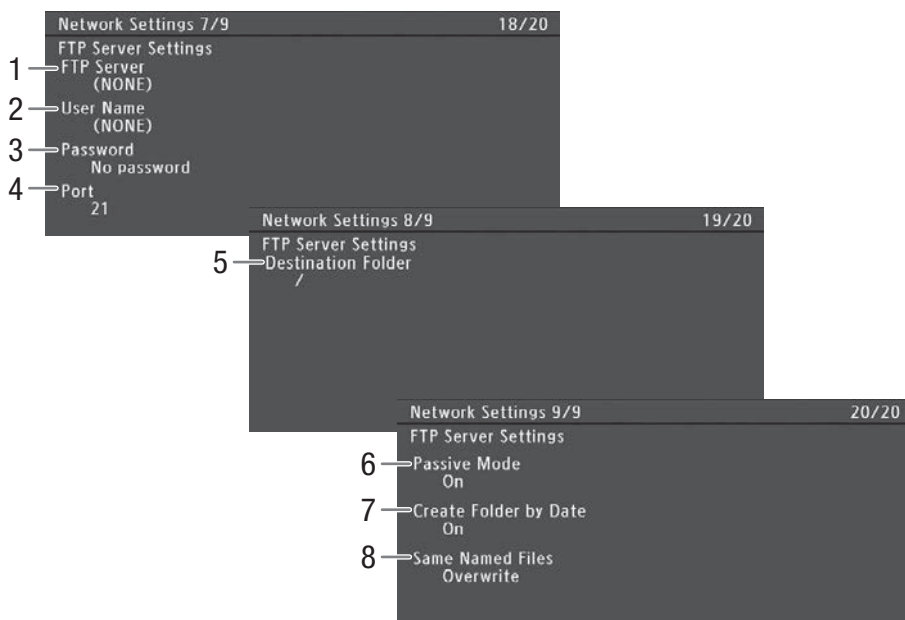 Network Settings 7/9 18/20
FTP Server Settings
1 FTP Server
(NONE)
2 User Name
(NONE)
3 Password
No password
4 Port
21
Network Settings 8/9 19/20
FTP Server Settings
5 Destination Folder
/
Network Settings 9/9 20/20
FTP Server Settings
6 Passive Mode
On
7 Create Folder by Date
On
8 Same Named Files
Overwrite